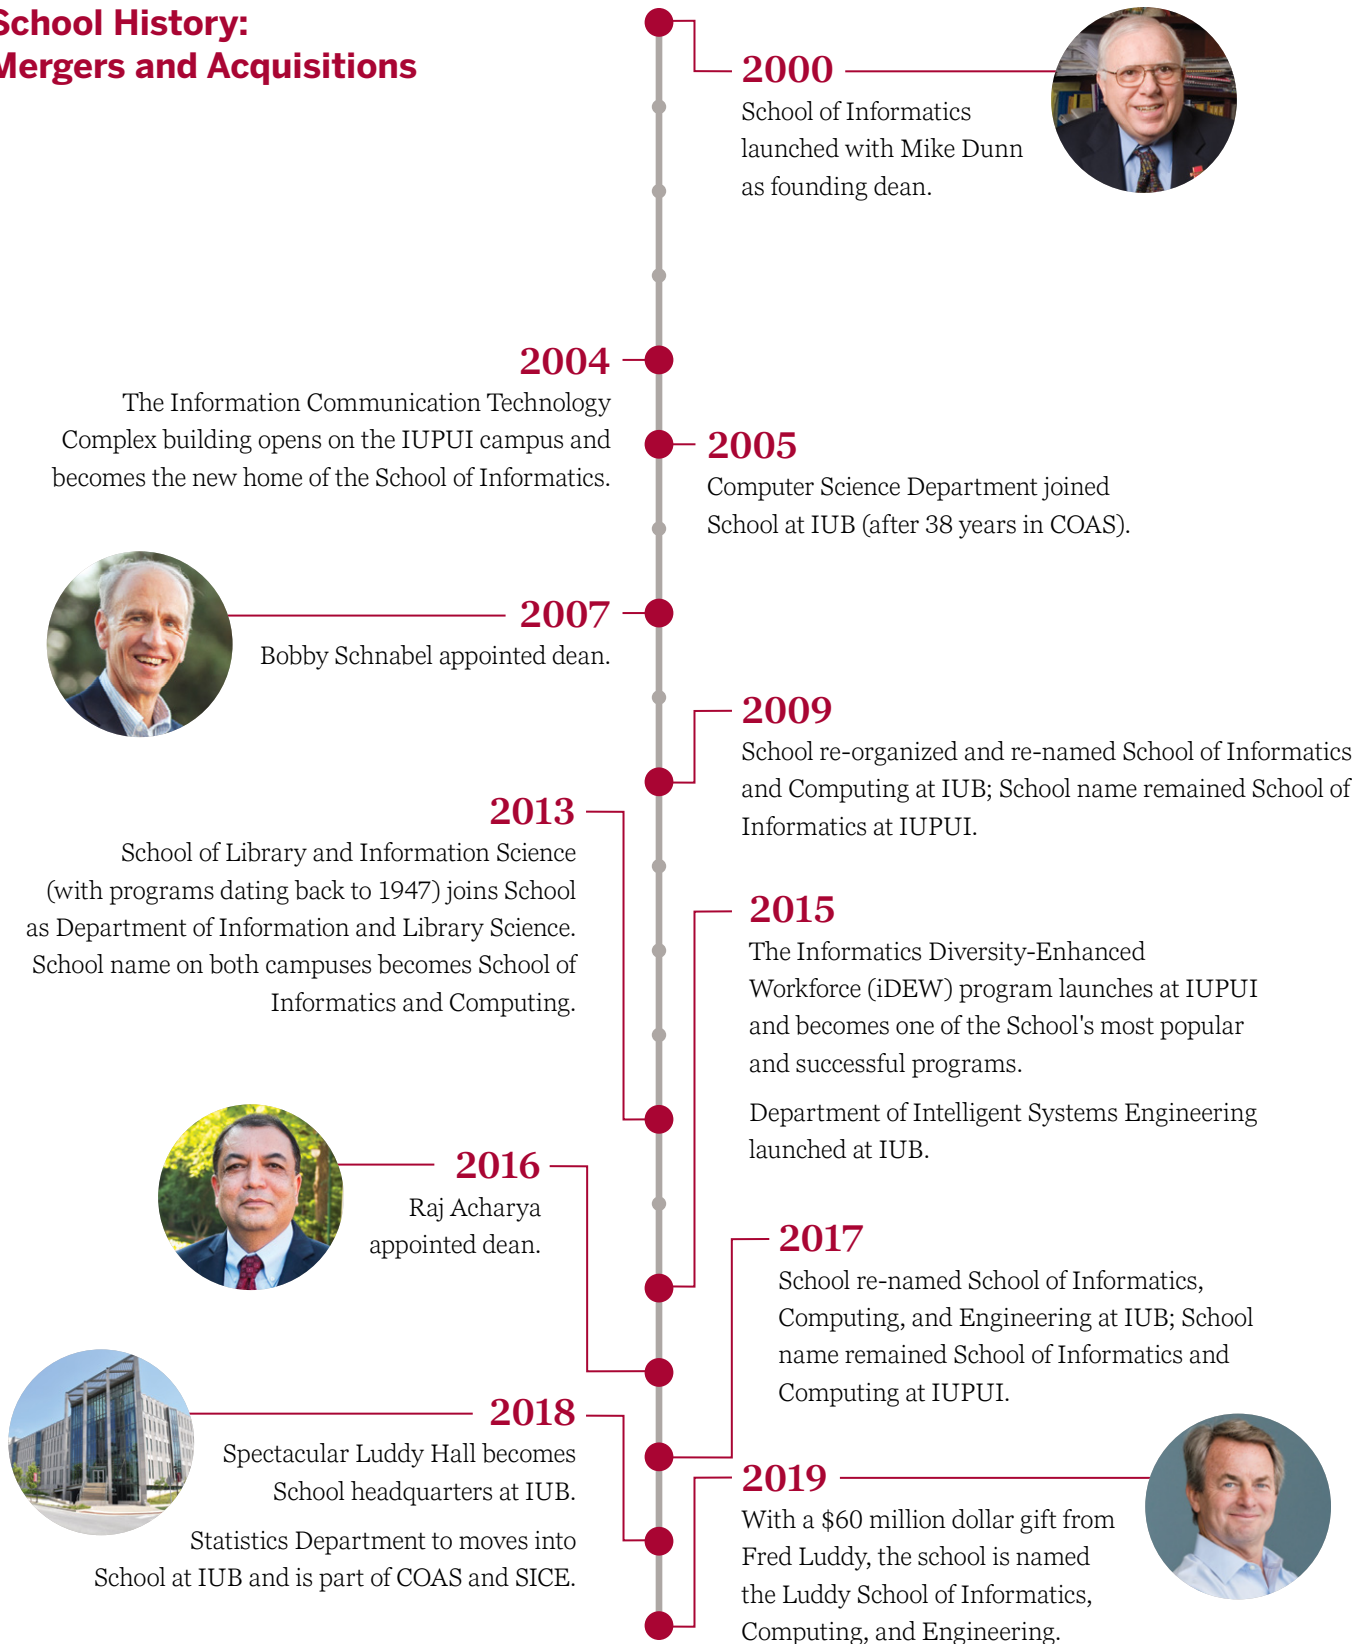 School History:
Mergers and Acquisitions
2000
School of Informatics
launched with Mike Dunn
as founding dean.
2004
The Information Communication Technology
Complex building opens on the IUPUI campus and
becomes the new home of the School of Informatics.
2005
Computer Science Department joined
School at IUB (after 38 years in COAS).
2007
Bobby Schnabel appointed dean.
2009
School re-organized and re-named School of Informatics
and Computing at IUB; School name remained School of
Informatics at IUPUI.
2013
School of Library and Information Science
(with programs dating back to 1947) joins School
as Department of Information and Library Science.
School name on both campuses becomes School of
Informatics and Computing.
2015
The Informatics Diversity-Enhanced
Workforce (iDEW) program launches at IUPUI
and becomes one of the School's most popular
and successful programs.
Department of Intelligent Systems Engineering
launched at IUB.
2016
Raj Acharya
appointed dean.
2017
School re-named School of Informatics,
Computing, and Engineering at IUB; School
name remained School of Informatics and
Computing at IUPUI.
2018
Spectacular Luddy Hall becomes
School headquarters at IUB.
Statistics Department to moves into
School at IUB and is part of COAS and SICE.
2019
With a $60 million dollar gift from
Fred Luddy, the school is named
the Luddy School of Informatics,
Computing, and Engineering.